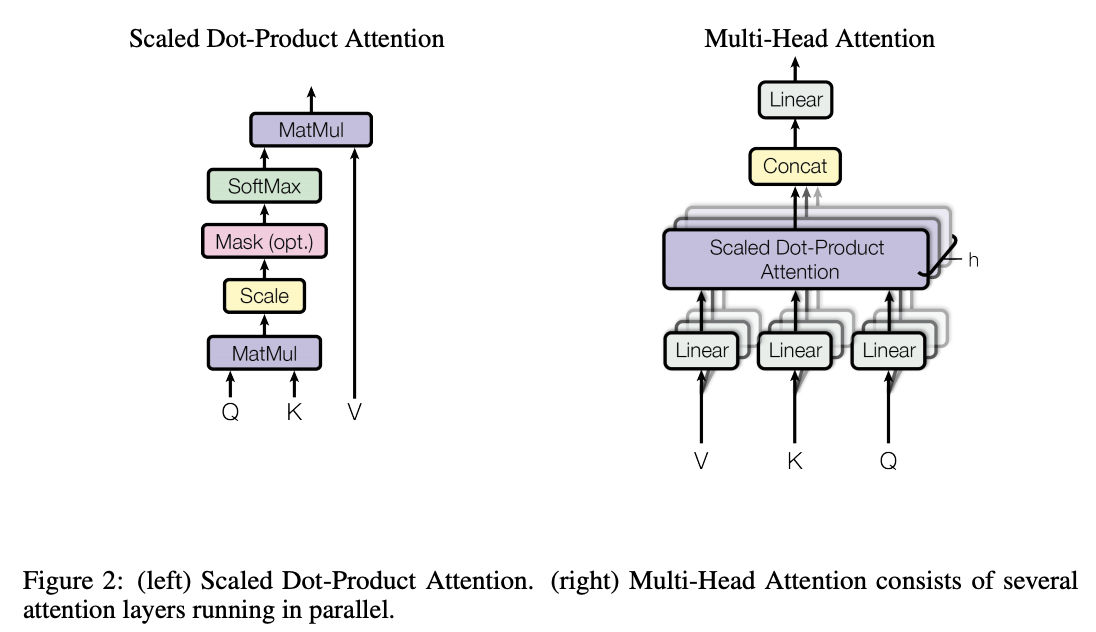 Scaled Dot-Product Attention
MatMul
SoftMax
Mask (opt.)
Scale
MatMul
Q K V
Multi-Head Attention
Linear
Concat
Scaled Dot-Product
Attention
h
Linear Linear Linear
V K Q
Figure 2: (left) Scaled Dot-Product Attention. (right) Multi-Head Attention consists of several
attention layers running in parallel.